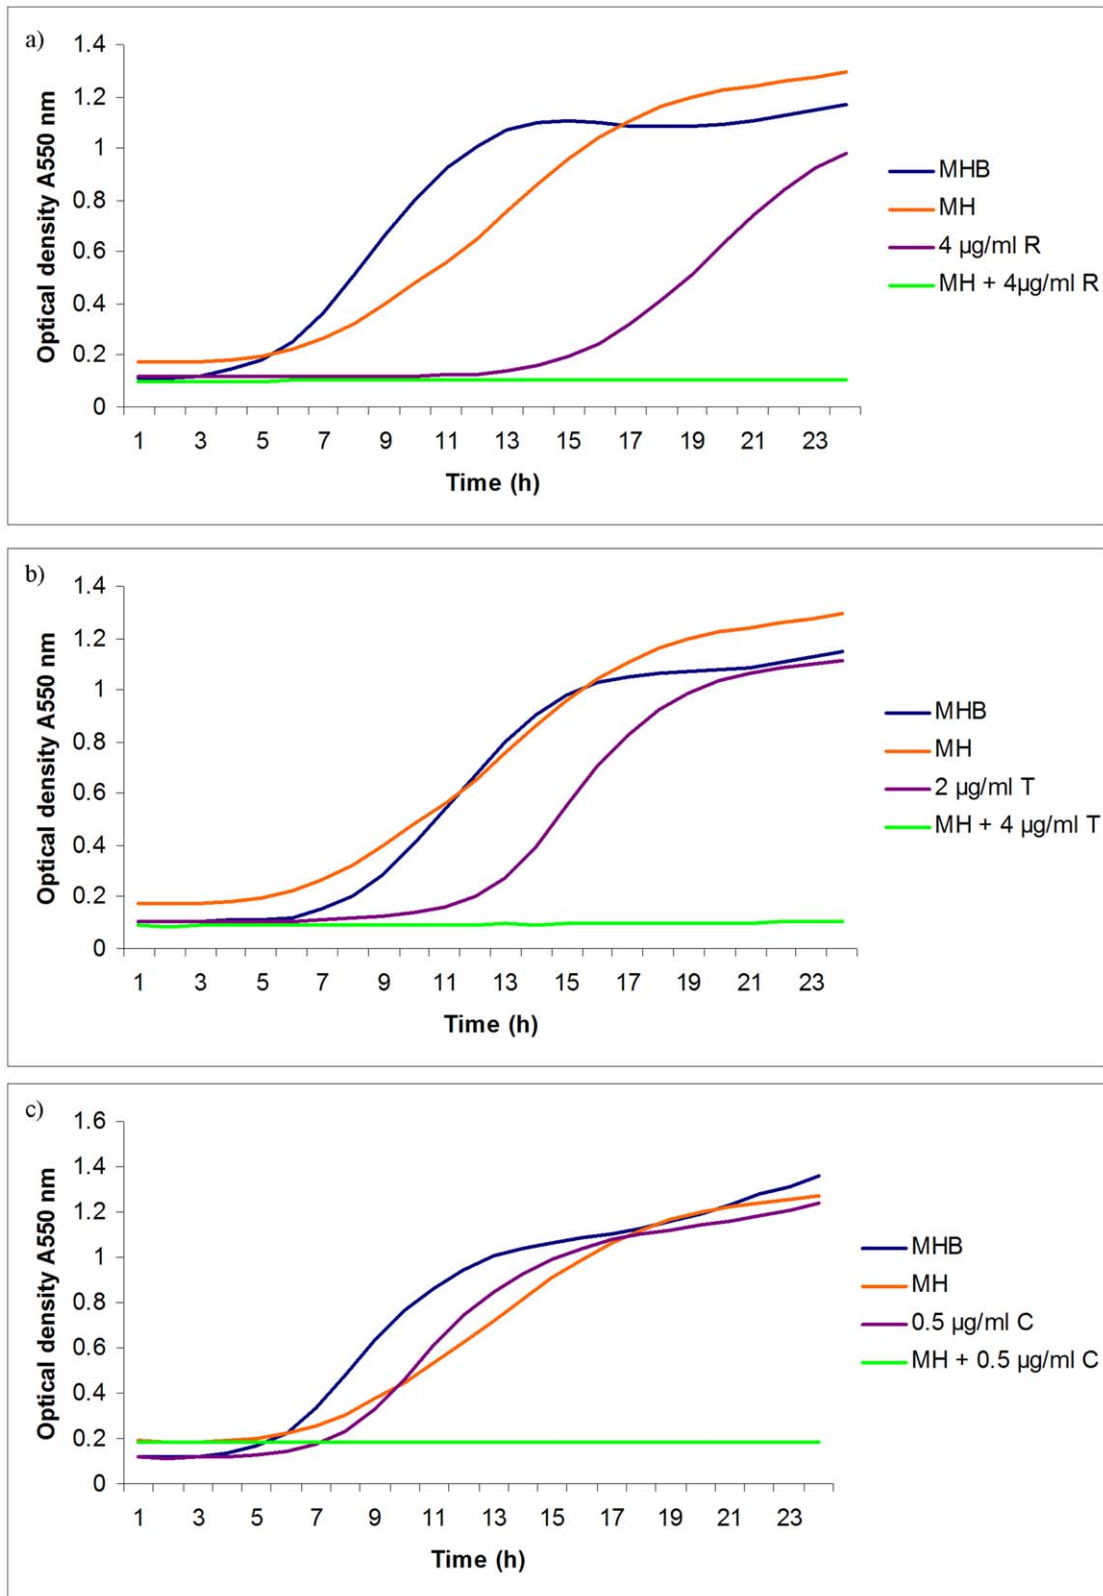 a)
1.4
1.2
1
0.8
0.6
0.4
0.2
0
Optical density A550 nm
1 3 5 7 9 11 13 15 17 19 21 23
Time (h)
MHB
MH
4 µg/ml R
MH + 4µg/ml R
b)
1.4
1.2
1
0.8
0.6
0.4
0.2
0
Optical density A550 nm
1 3 5 7 9 11 13 15 17 19 21 23
Time (h)
MHB
MH
2 µg/ml T
MH + 4 µg/ml T
c)
1.6
1.4
1.2
1
0.8
0.6
0.4
0.2
0
Optical density A550 nm
1 3 5 7 9 11 13 15 17 19 21 23
Time (h)
MHB
MH
0.5 µg/ml C
MH + 0.5 µg/ml C